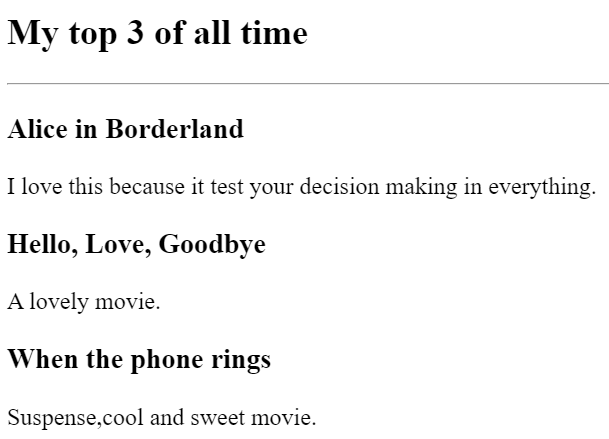 My top 3 of all time
Alice in Borderland
I love this because it test your decision making in everything.
Hello, Love, Goodbye
A lovely movie.
When the phone rings
Suspense,cool and sweet movie.